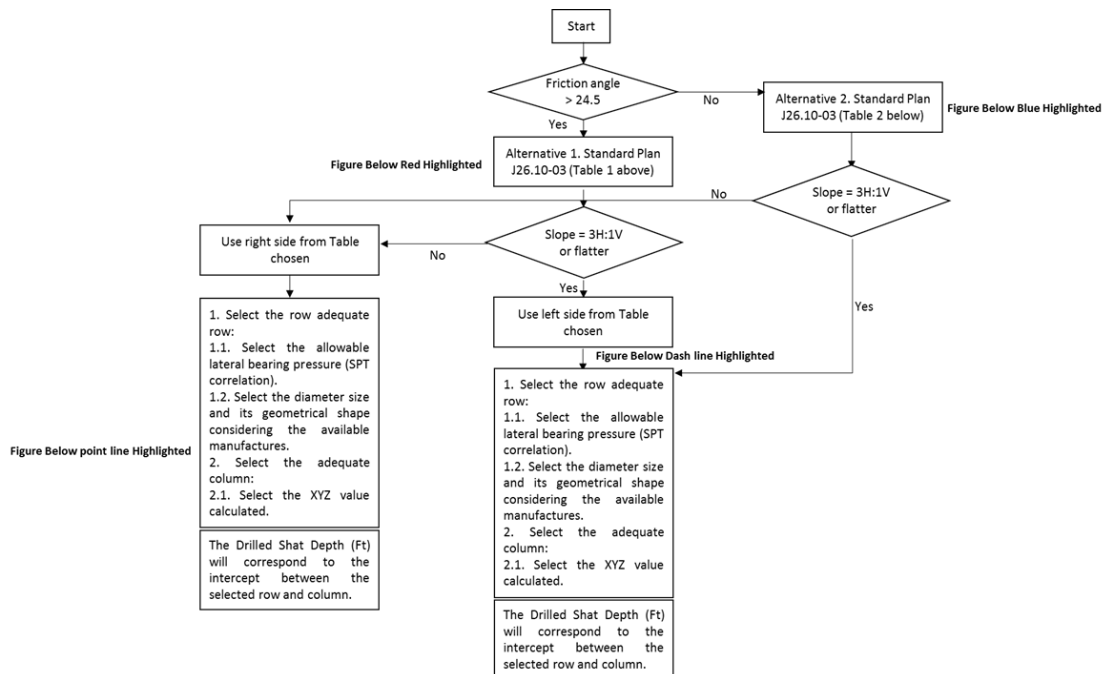 Start
Friction angle
> 24.5
No
Yes
Alternative 2. Standard Plan
J26.10-03 (Table 2 below)
Figure Below Blue Highlighted
Figure Below Red Highlighted
Alternative 1. Standard Plan
J26.10-03 (Table 1 above)
No
Slope = 3H:1V
or flatter
Use right side from Table
chosen
No
Slope = 3H:1V
or flatter
Yes
Yes
Use left side from Table
chosen
Figure Below Dash line Highlighted
1. Select the row adequate
row:
1.1. Select the allowable
lateral bearing pressure (SPT
correlation).
1.2. Select the diameter size
and its geometrical shape
considering the available
manufactures.
2. Select the adequate
column:
2.1. Select the XYZ value
calculated.
Figure Below point line Highlighted
The Drilled Shat Depth (Ft)
will correspond to the
intercept between the
selected row and column.
1. Select the row adequate
row:
1.1. Select the allowable
lateral bearing pressure (SPT
correlation).
1.2. Select the diameter size
and its geometrical shape
considering the available
manufactures.
2. Select the adequate
column:
2.1. Select the XYZ value
calculated.
The Drilled Shat Depth (Ft)
will correspond to the
intercept between the
selected row and column.